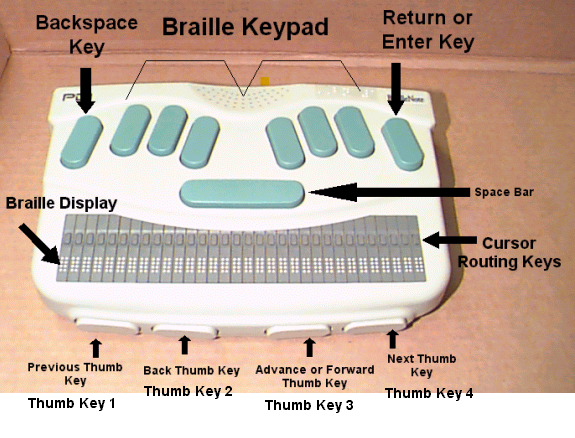 Backspace
Key
Braille Keypad
Return or
Enter Key
Space Bar
Braille Display
Cursor
Routing Keys
Previous Thumb
Key
Thumb Key 1
Back Thumb Key
Thumb Key 2
Advance or Forward
Thumb Key
Thumb Key 3
Next Thumb
Key
Thumb Key 4